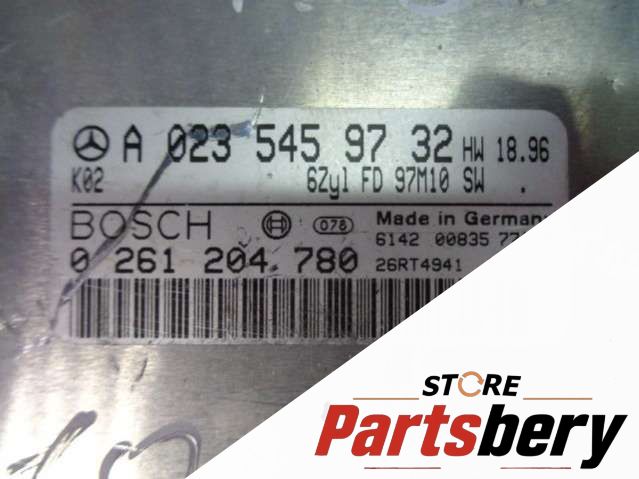 A 023 545 97 32 HW 18.96
K02 6Zyl FD 97M10 SW .
BOSCH 078 Made in Germany
6142 00835
0 261 204 780 26RT4941
STORE
Partsbery